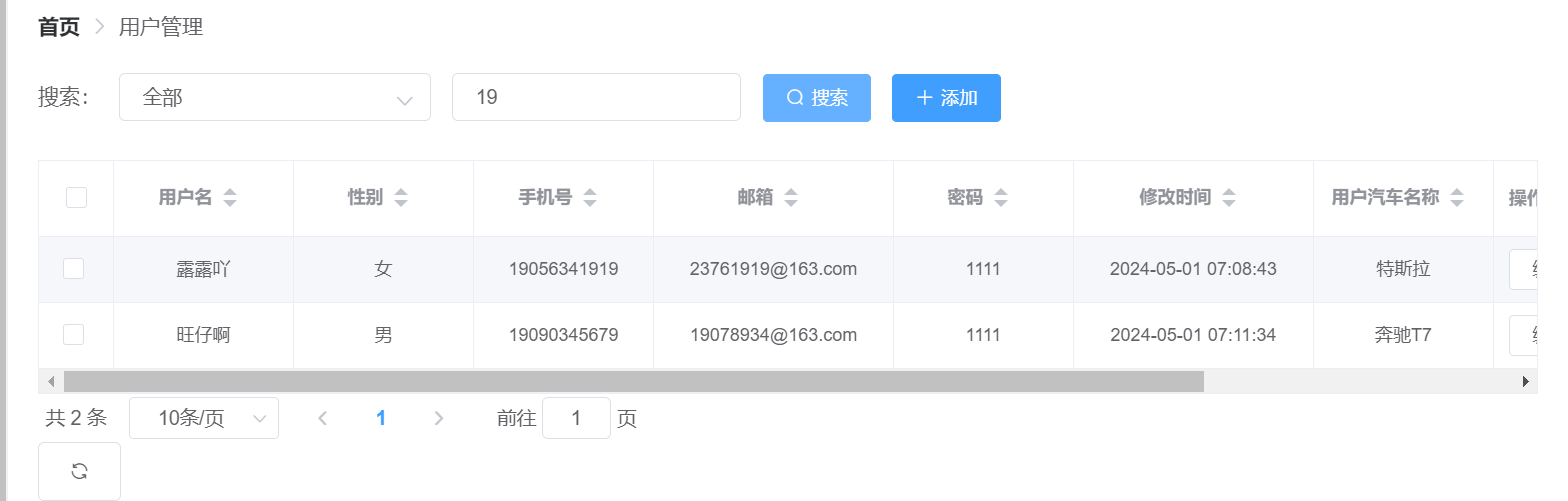 首页 > 用户管理
搜索: 全部 19 搜索 + 添加
用户名 性别 手机号 邮箱 密码 修改时间 用户汽车名称 操作
露露吖 女 19056341919 23761919@163.com 1111 2024-05-01 07:08:43 特斯拉
旺仔啊 男 19090345679 19078934@163.com 1111 2024-05-01 07:11:34 奔驰T7
共 2 条 10条/页 < 1 > 前往 1 页